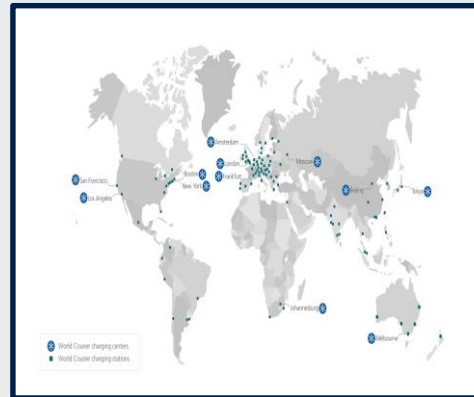 Amsterdam
London
Moscow
San Francisco
Boston
Frankfurt
New York
Los Angeles
Beijing
Tokyo
Johannesburg
Melbourne
World Courier charging centers
World Courier charging stations